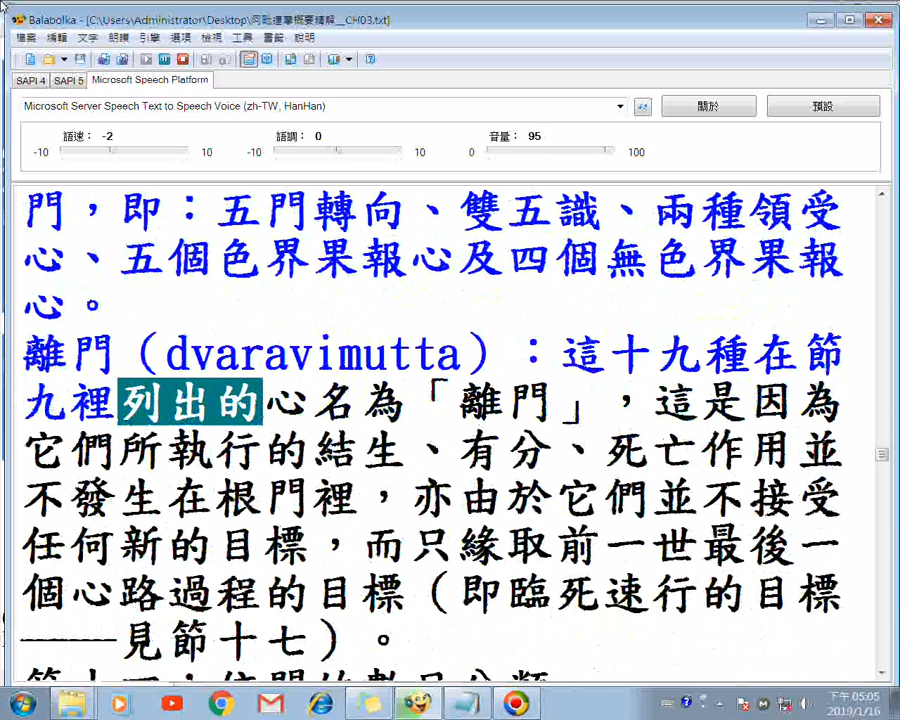 Balabolka - [C:\Users\Administrator\Desktop\阿毗達摩概要精解__CH03.txt]
檔案 編輯 文字 朗讀 引擎 選項 檢視 工具 書籤 說明
SAPI 4 SAPI 5 Microsoft Speech Platform
Microsoft Server Speech Text to Speech Voice (zh-TW, HanHan) 關於 預設
語速： -2 語調： 0 音量： 95
-10 10 -10 10 0 100
門，即：五門轉向、雙五識、兩種領受
心、五個色界果報心及四個無色界果報
心。
離門（dvaravimutta）：這十九種在節
九裡列出的心名為「離門」，這是因為
它們所執行的結生、有分、死亡作用並
不發生在根門裡，亦由於它們並不接受
任何新的目標，而只緣取前一世最後一
個心路過程的目標（即臨死速行的目標
——見節十七）。
下午 05:05
2019/1/16